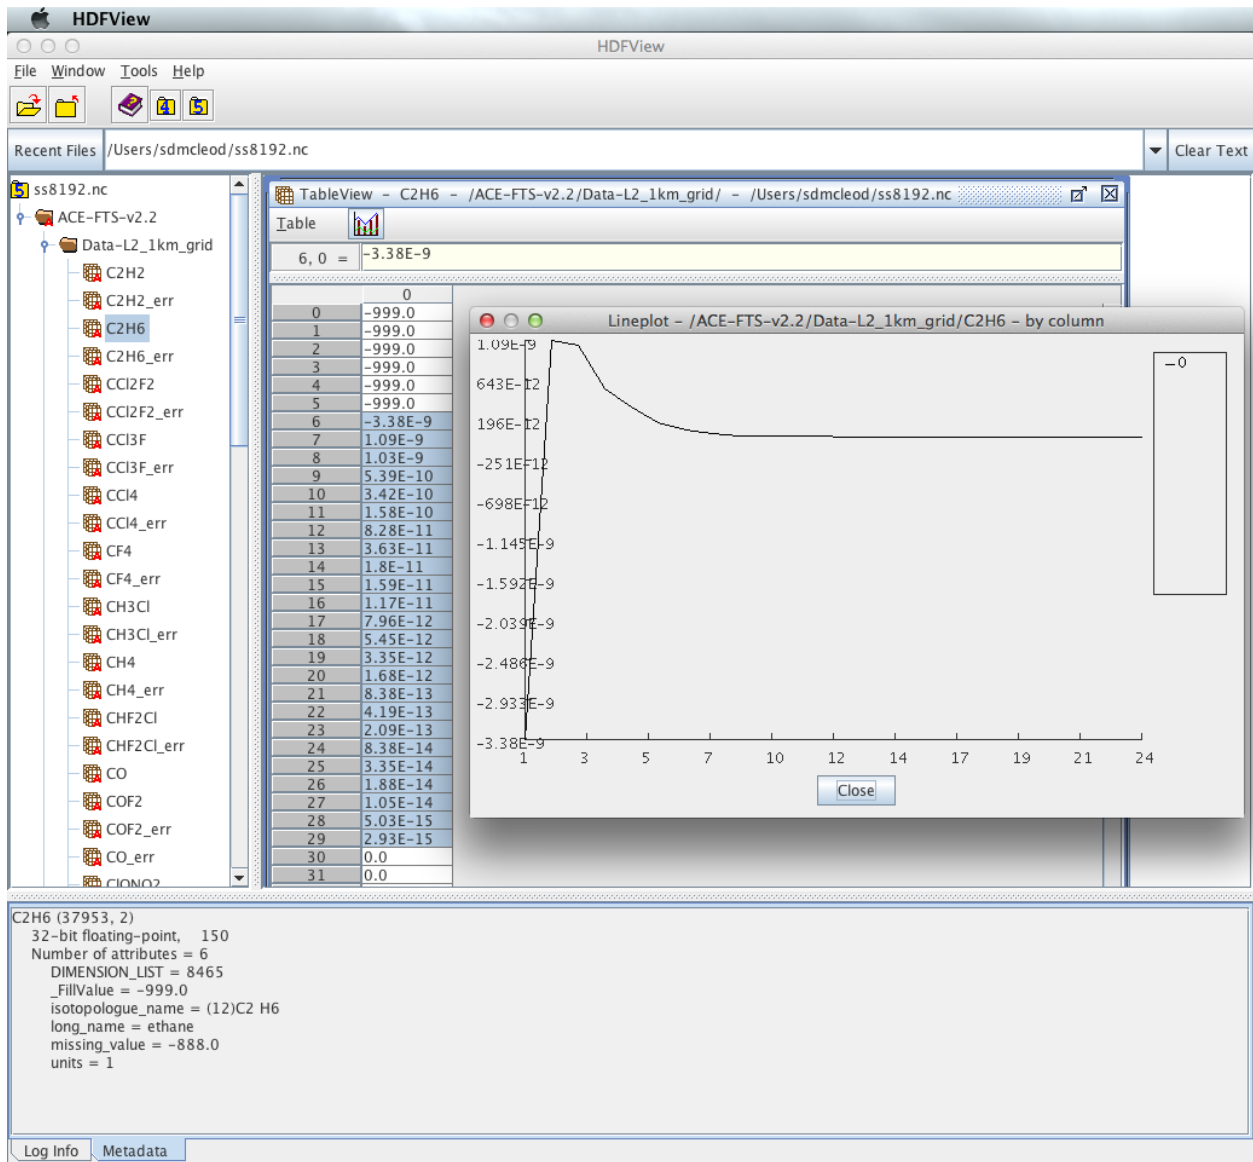 HDFView
HDFView
File Window Tools Help
4 5
Recent Files /Users/sdmcleod/ss8192.nc Clear Text
5 ss8192.nc
ACE-FTS-v2.2
Data-L2_1km_grid
C2H2
C2H2_err
C2H6
C2H6_err
CCl2F2
CCl2F2_err
CCl3F
CCl3F_err
CCl4
CCl4_err
CF4
CF4_err
CH3Cl
CH3Cl_err
CH4
CH4_err
CHF2Cl
CHF2Cl_err
CO
COF2
COF2_err
CO_err
ClONO2
TableView - C2H6 - /ACE-FTS-v2.2/Data-L2_1km_grid/ - /Users/sdmcleod/ss8192.nc
Table
6, 0 = -3.38E-9
0
0 -999.0
1 -999.0
2 -999.0
3 -999.0
4 -999.0
5 -999.0
6 -3.38E-9
7 1.09E-9
8 1.03E-9
9 5.39E-10
10 3.42E-10
11 1.58E-10
12 8.28E-11
13 3.63E-11
14 1.8E-11
15 1.59E-11
16 1.17E-11
17 7.96E-12
18 5.45E-12
19 3.35E-12
20 1.68E-12
21 8.38E-13
22 4.19E-13
23 2.09E-13
24 8.38E-14
25 3.35E-14
26 1.88E-14
27 1.05E-14
28 5.03E-15
29 2.93E-15
30 0.0
31 0.0
Lineplot - /ACE-FTS-v2.2/Data-L2_1km_grid/C2H6 - by column
1.09E-9
643E-12
196E-12
-251E-12
-698E-12
-1.145E-9
-1.592E-9
-2.039E-9
-2.486E-9
-2.933E-9
-3.38E-9
1 3 5 7 10 12 14 17 19 21 24
0
Close
C2H6 (37953, 2)
32-bit floating-point, 150
Number of attributes = 6
DIMENSION_LIST = 8465
_FillValue = -999.0
isotopologue_name = (12)C2 H6
long_name = ethane
missing_value = -888.0
units = 1
Log Info Metadata